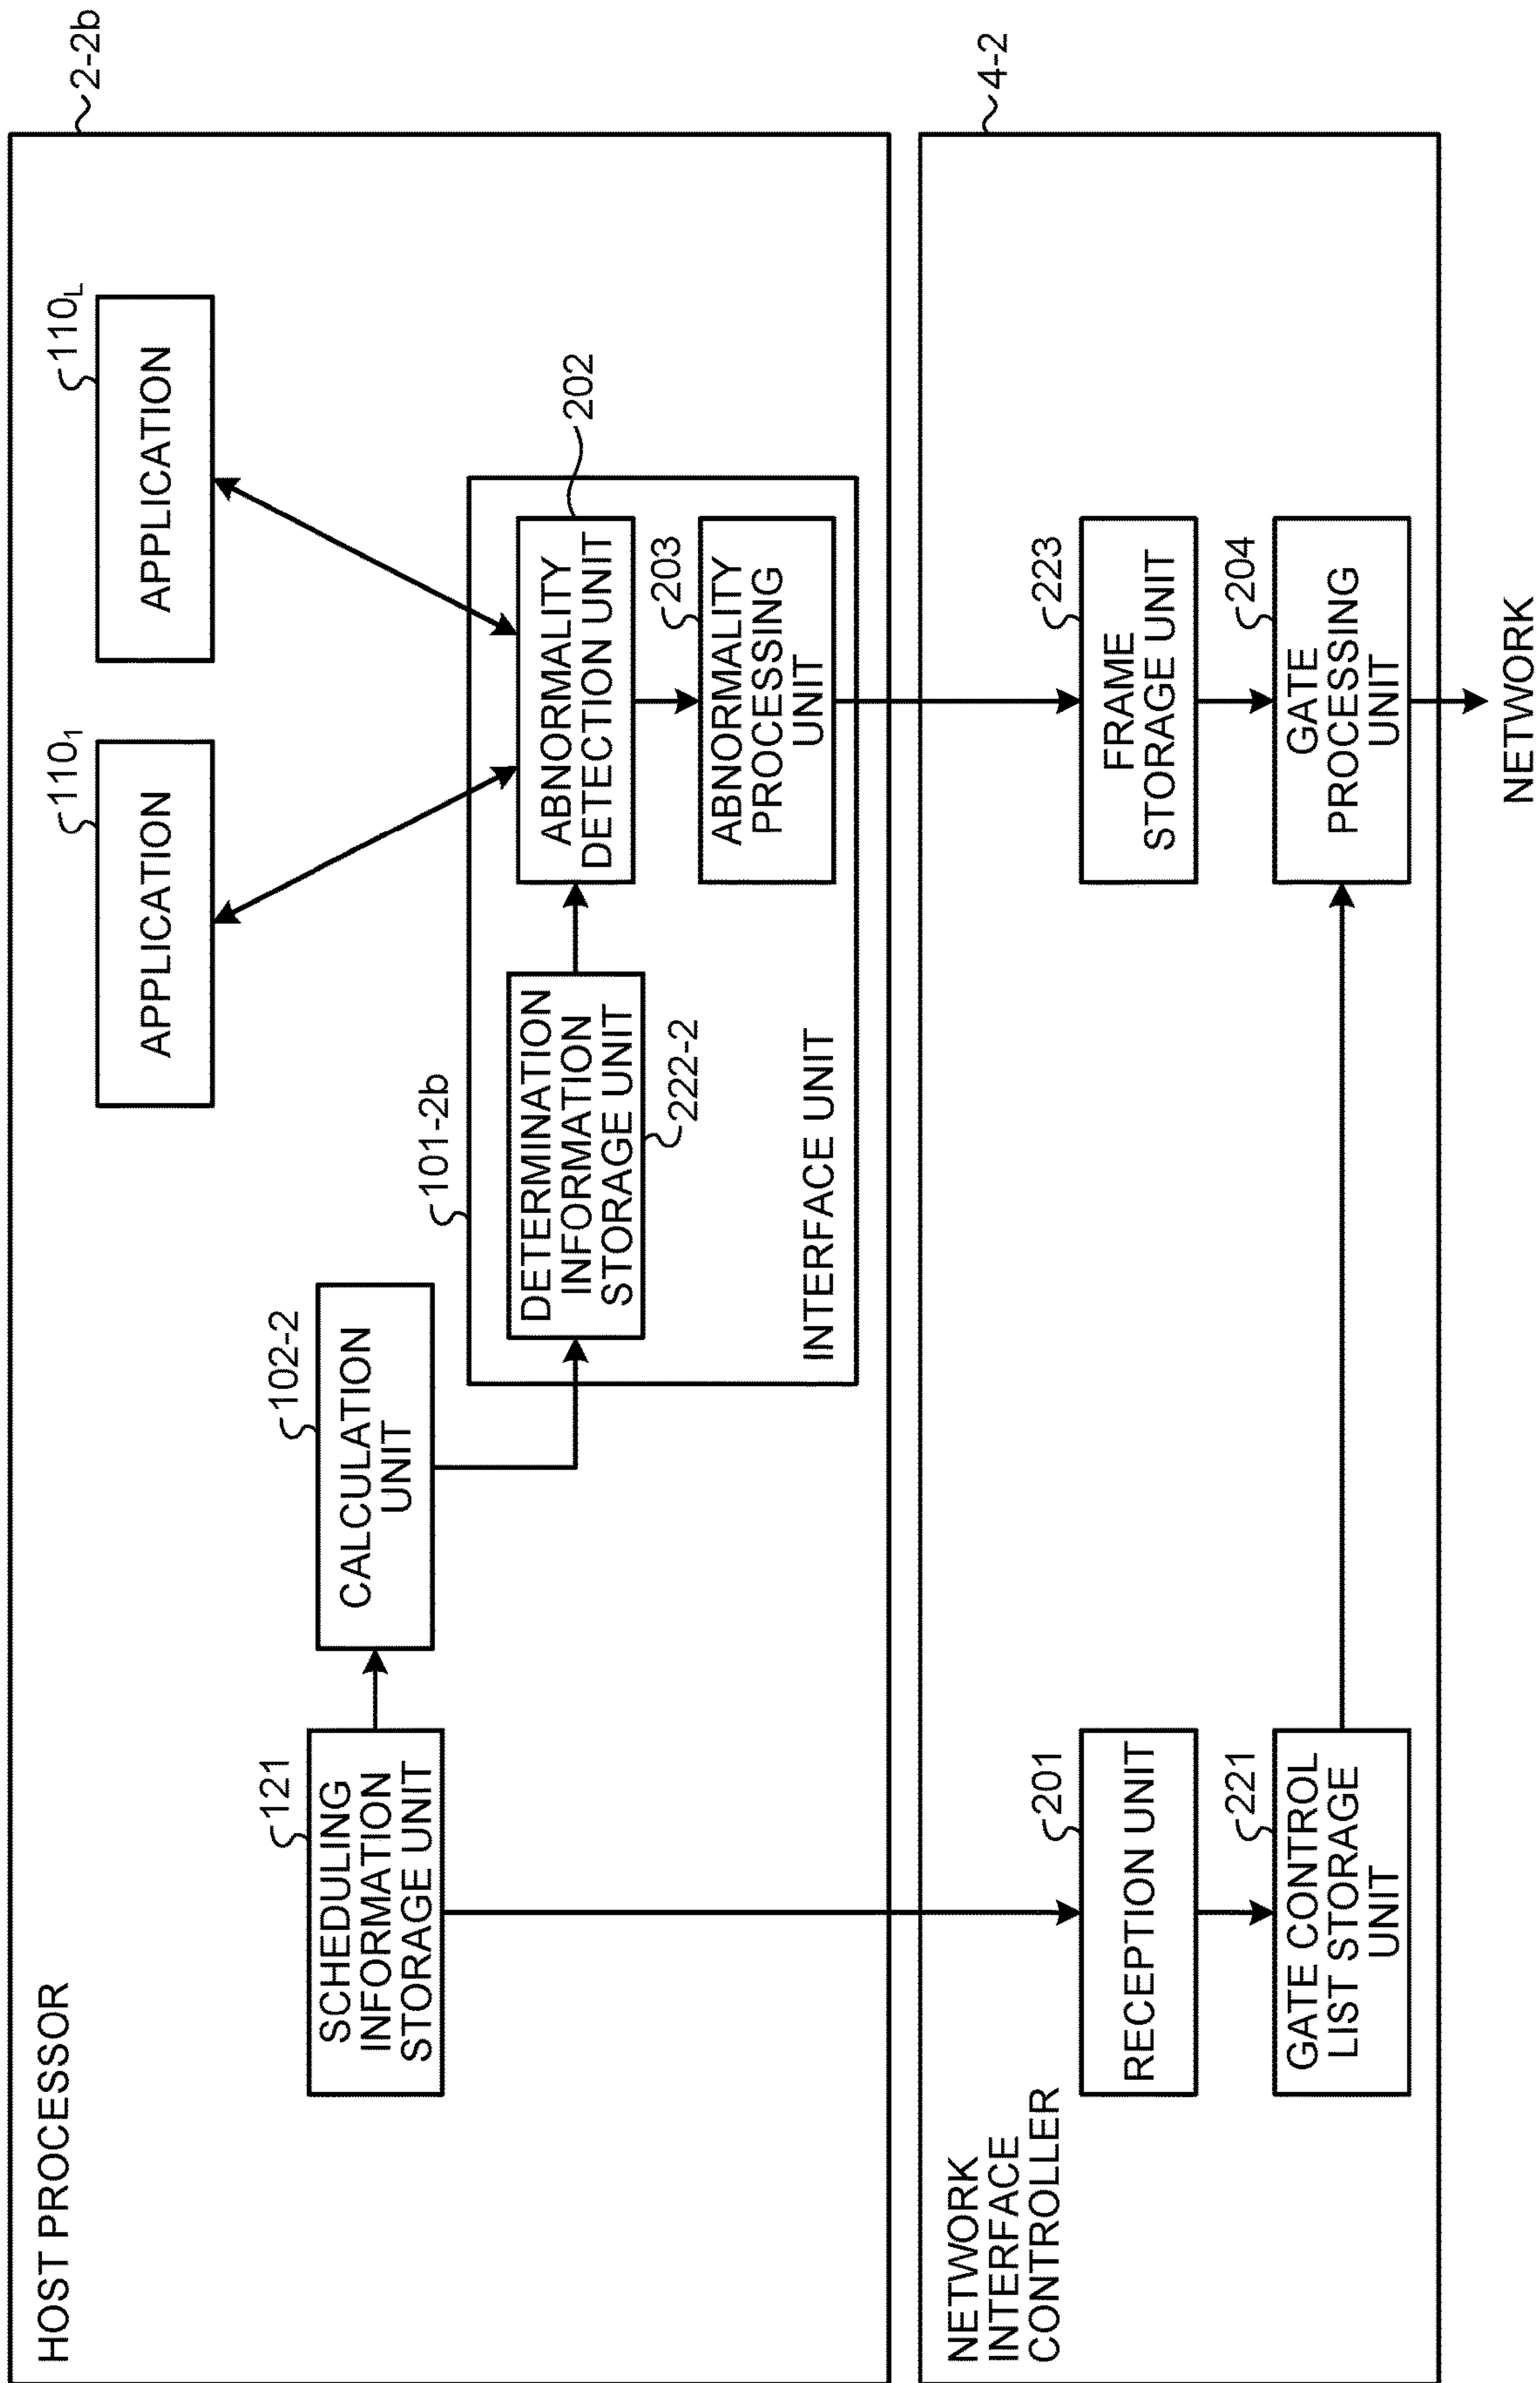 HOST PROCESSOR
2-2b
110₁
APPLICATION
110L
APPLICATION
121
SCHEDULING
INFORMATION
STORAGE UNIT
102-2
CALCULATION
UNIT
101-2b
DETERMINATION
INFORMATION
STORAGE UNIT
222-2
202
ABNORMALITY
DETECTION UNIT
203
ABNORMALITY
PROCESSING
UNIT
INTERFACE UNIT
NETWORK
INTERFACE
CONTROLLER
4-2
201
RECEPTION UNIT
223
FRAME
STORAGE UNIT
221
GATE CONTROL
LIST STORAGE
UNIT
204
GATE
PROCESSING
UNIT
NETWORK